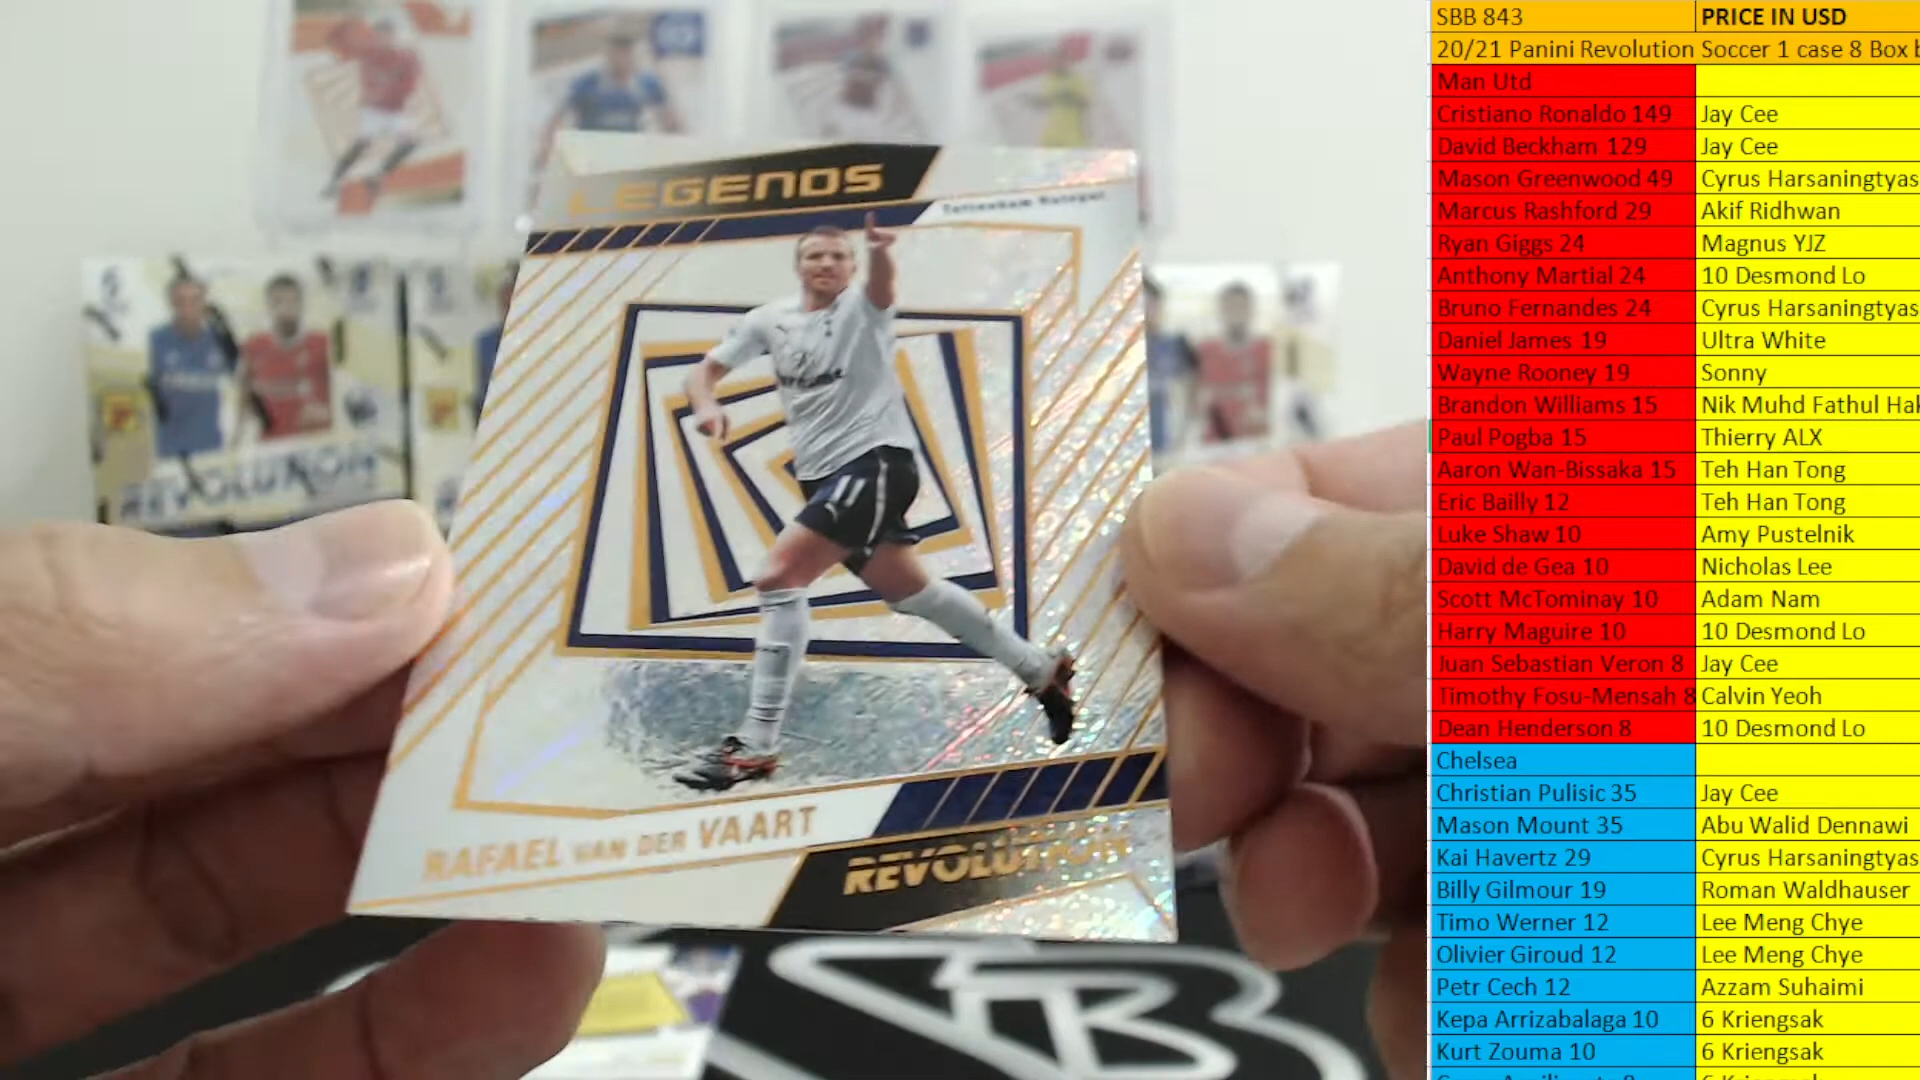 LEGENDS
Tottenham Hotspur
11
RAFAEL VAN DER VAART
REVOLUTION
REVOLUTION
SBB 843 PRICE IN USD
20/21 Panini Revolution Soccer 1 case 8 Box
Man Utd
Cristiano Ronaldo 149 Jay Cee
David Beckham 129 Jay Cee
Mason Greenwood 49 Cyrus Harsaningtyas
Marcus Rashford 29 Akif Ridhwan
Ryan Giggs 24 Magnus YJZ
Anthony Martial 24 10 Desmond Lo
Bruno Fernandes 24 Cyrus Harsaningtyas
Daniel James 19 Ultra White
Wayne Rooney 19 Sonny
Brandon Williams 15 Nik Muhd Fathul
Paul Pogba 15 Thierry ALX
Aaron Wan-Bissaka 15 Teh Han Tong
Eric Bailly 12 Teh Han Tong
Luke Shaw 10 Amy Pustelnik
David de Gea 10 Nicholas Lee
Scott McTominay 10 Adam Nam
Harry Maguire 10 10 Desmond Lo
Juan Sebastian Veron 8 Jay Cee
Timothy Fosu-Mensah 8 Calvin Yeoh
Dean Henderson 8 10 Desmond Lo
Chelsea
Christian Pulisic 35 Jay Cee
Mason Mount 35 Abu Walid Dennawi
Kai Havertz 29 Cyrus Harsaningtyas
Billy Gilmour 19 Roman Waldhauser
Timo Werner 12 Lee Meng Chye
Olivier Giroud 12 Lee Meng Chye
Petr Cech 12 Azzam Suhaimi
Kepa Arrizabalaga 10 6 Kriengsak
Kurt Zouma 10 6 Kriengsak